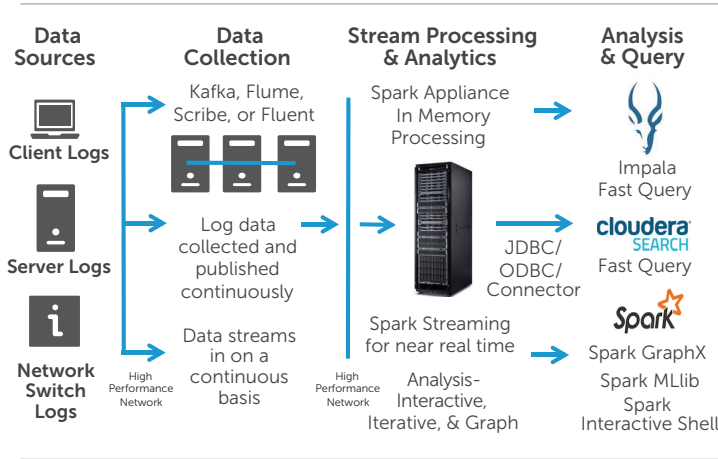 Data
Sources
Client Logs
Server Logs
i
Network
Switch
Logs
High
Performance
Network
Data
Collection
Kafka, Flume,
Scribe, or Fluent
Log data
collected and
published
continuously
Data streams
in on a
continuous
basis
High
Performance
Network
Stream Processing
& Analytics
Spark Appliance
In Memory
Processing
JDBC/
ODBC/
Connector
Spark Streaming
for near real time
Analysis-
Interactive,
Iterative, & Graph
Analysis
& Query
Impala
Fast Query
cloudera
SEARCH
Fast Query
Spark
Spark GraphX
Spark MLlib
Spark
Interactive Shell